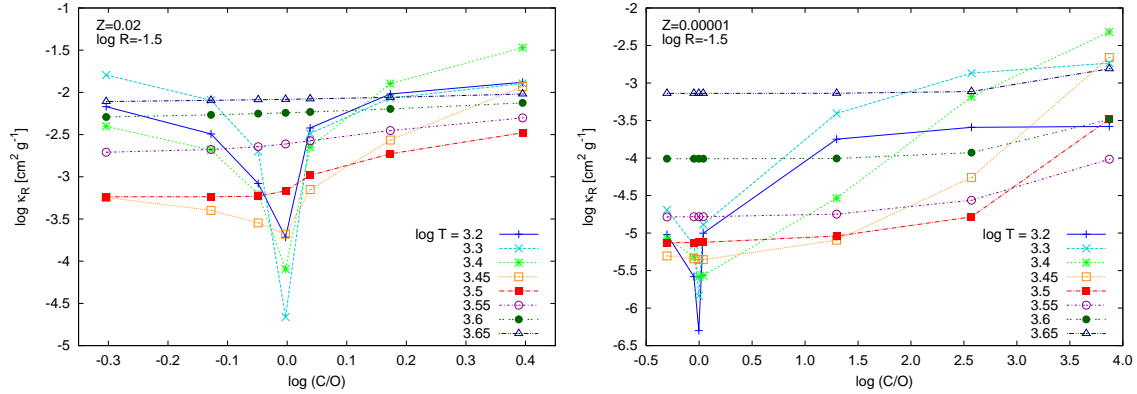 Z=0.02
log R=-1.5
log κR [cm2 g-1]
-1
-1.5
-2
-2.5
-3
-3.5
-4
-4.5
-5
log T = 3.2
3.3
3.4
3.45
3.5
3.55
3.6
3.65
-0.3 -0.2 -0.1 0.0 0.1 0.2 0.3 0.4
log (C/O)
Z=0.00001
log R=-1.5
log κR [cm2 g-1]
-2
-2.5
-3
-3.5
-4
-4.5
-5
-5.5
-6
-6.5
log T = 3.2
3.3
3.4
3.45
3.5
3.55
3.6
3.65
-0.5 0.0 0.5 1.0 1.5 2.0 2.5 3.0 3.5 4.0
log (C/O)